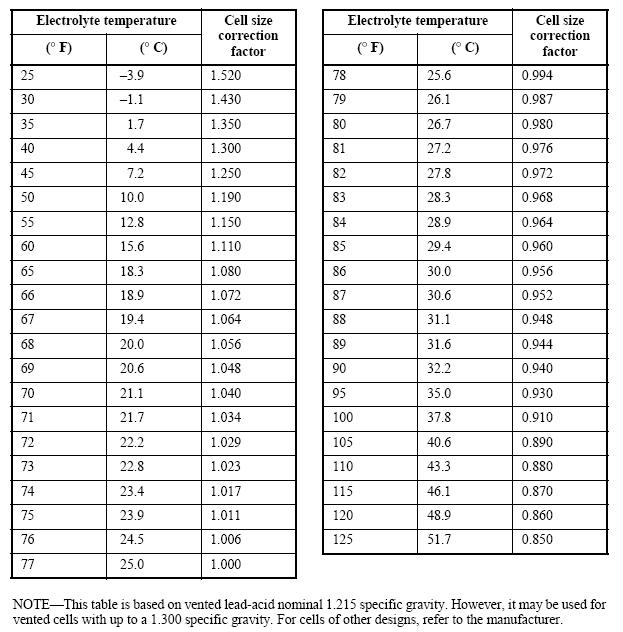 Electrolyte temperature Cell size correction factor
(° F) (° C)
25 –3.9 1.520
30 –1.1 1.430
35 1.7 1.350
40 4.4 1.300
45 7.2 1.250
50 10.0 1.190
55 12.8 1.150
60 15.6 1.110
65 18.3 1.080
66 18.9 1.072
67 19.4 1.064
68 20.0 1.056
69 20.6 1.048
70 21.1 1.040
71 21.7 1.034
72 22.2 1.029
73 22.8 1.023
74 23.4 1.017
75 23.9 1.011
76 24.5 1.006
77 25.0 1.000
Electrolyte temperature Cell size correction factor
(° F) (° C)
78 25.6 0.994
79 26.1 0.987
80 26.7 0.980
81 27.2 0.976
82 27.8 0.972
83 28.3 0.968
84 28.9 0.964
85 29.4 0.960
86 30.0 0.956
87 30.6 0.952
88 31.1 0.948
89 31.6 0.944
90 32.2 0.940
95 35.0 0.930
100 37.8 0.910
105 40.6 0.890
110 43.3 0.880
115 46.1 0.870
120 48.9 0.860
125 51.7 0.850
NOTE—This table is based on vented lead-acid nominal 1.215 specific gravity. However, it may be used for
vented cells with up to a 1.300 specific gravity. For cells of other designs, refer to the manufacturer.